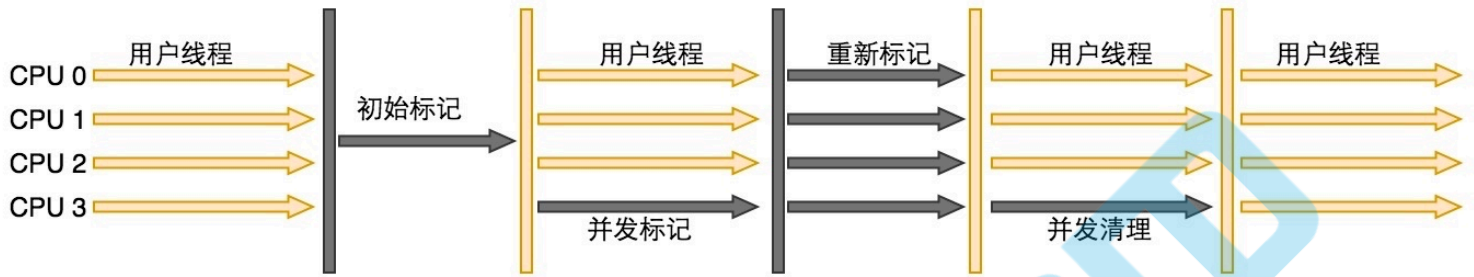 用户线程 用户线程 重新标记 用户线程 用户线程
CPU 0
初始标记
CPU 1
CPU 2
CPU 3
并发标记 并发清理